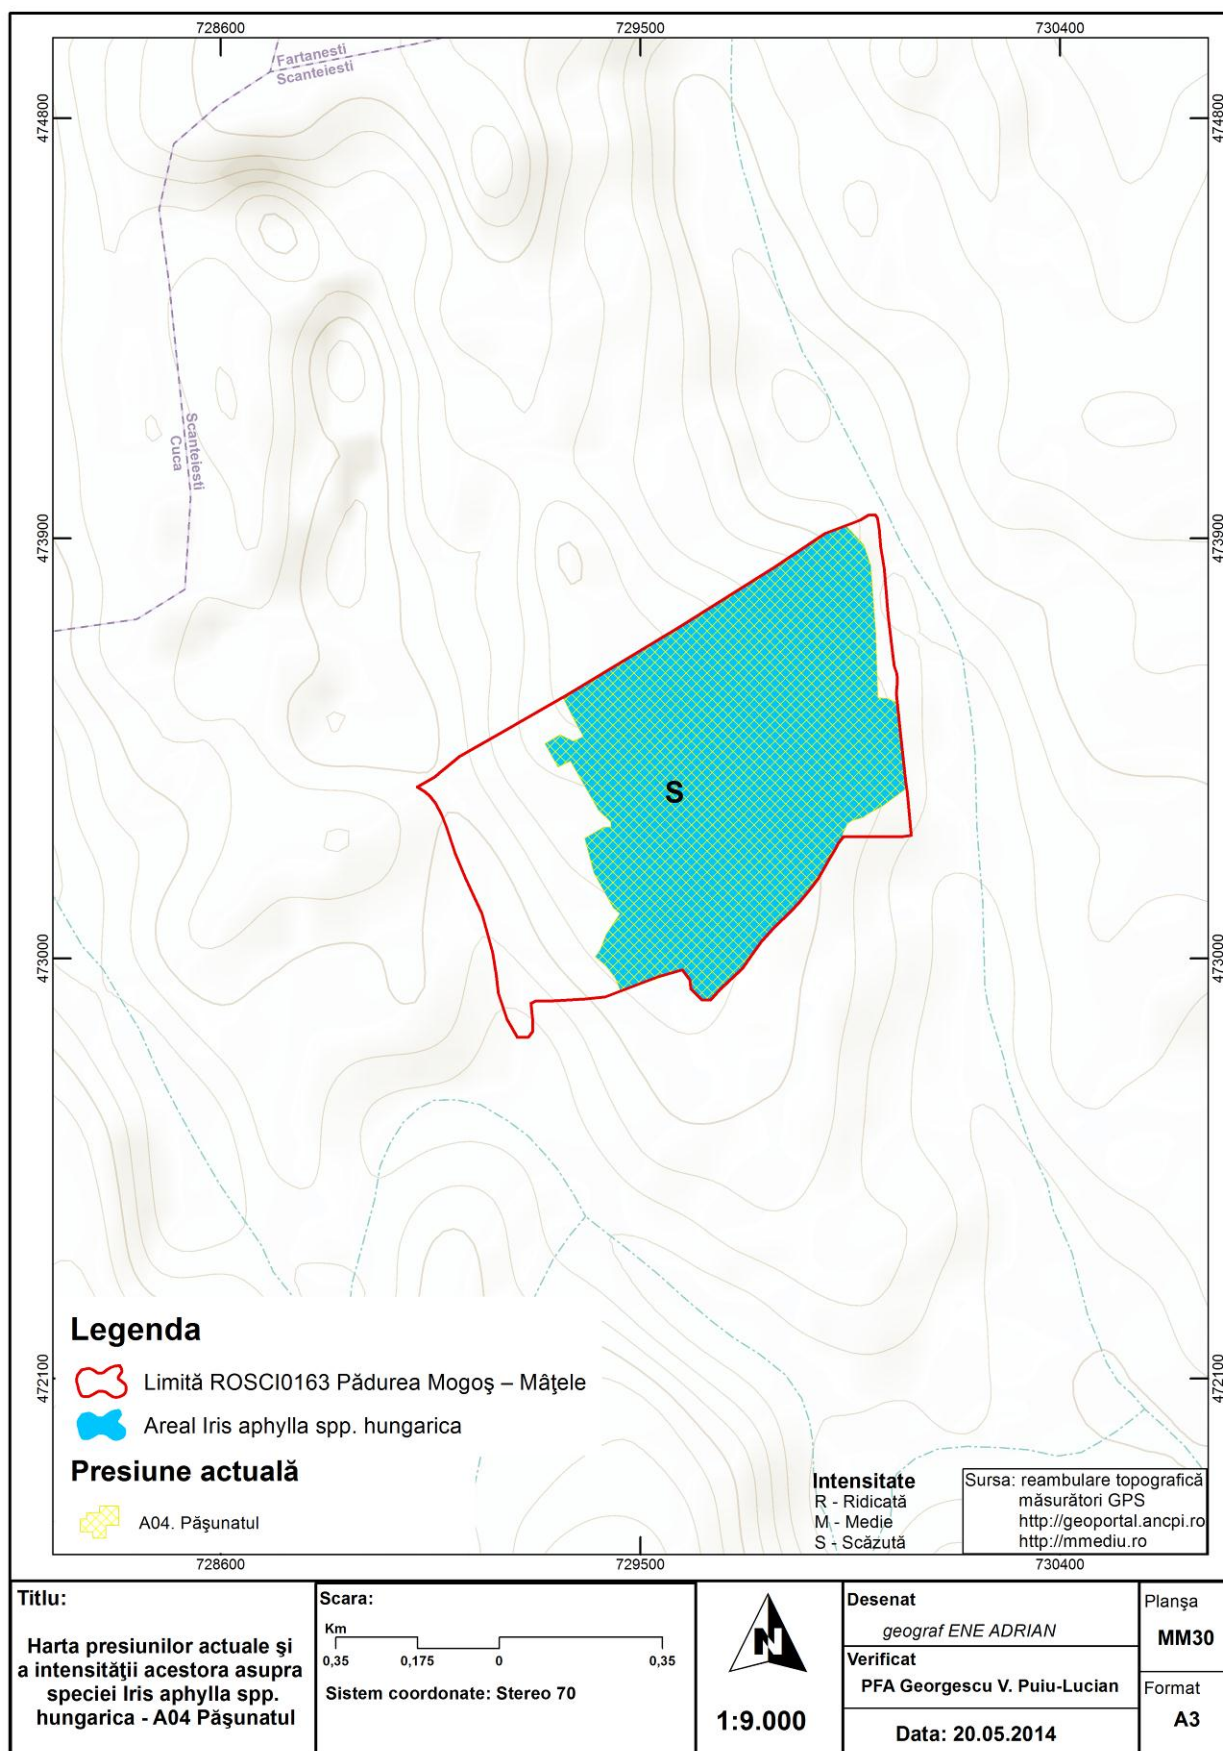 728600
729500
730400
474800
474800
Fartanesti
Scanteiesti
Scanteiesti
Cuca
473900
473900
S
473000
473000
472100
472100
Legenda
Limită ROSCI0163 Pădurea Mogoş – Mâţele
Areal Iris aphylla spp. hungarica
Presiune actuală
A04. Păşunatul
Intensitate
R - Ridicată
M - Medie
S - Scăzută
Sursa: reambulare topografică
măsurători GPS
http://geoportal.ancpi.ro
http://mmediu.ro
728600
729500
730400
Titlu:
Harta presiunilor actuale şi
a intensităţii acestora asupra
speciei Iris aphylla spp.
hungarica - A04 Păşunatul
Scara:
Km
0,35 0,175 0 0,35
Sistem coordonate: Stereo 70
N
1:9.000
Desenat
geograf ENE ADRIAN
Verificat
PFA Georgescu V. Puiu-Lucian
Data: 20.05.2014
Planşa
MM30
Format
A3